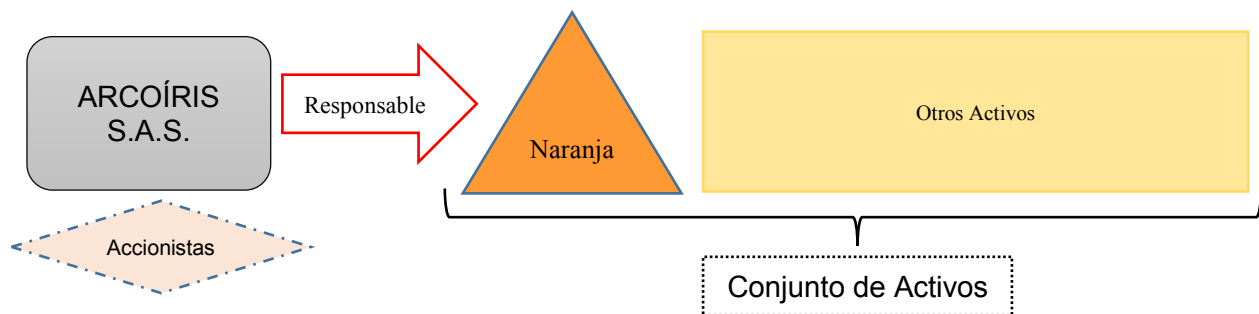 ARCOÍRIS
S.A.S.
Responsable
Naranja
Otros Activos
Accionistas
Conjunto de Activos